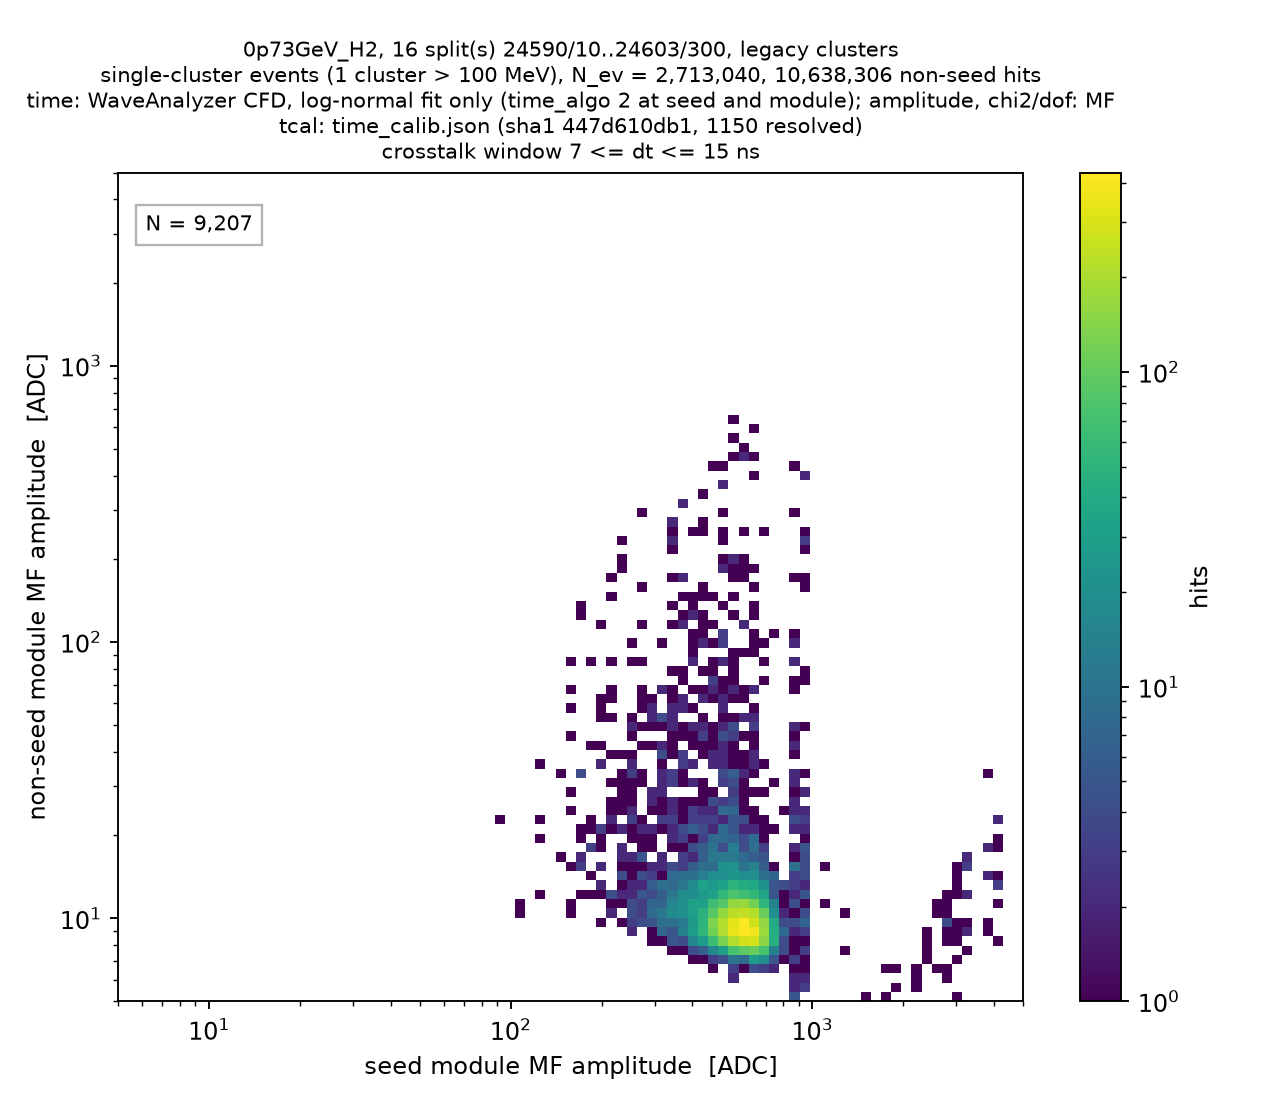 0p73GeV_H2, 16 split(s) 24590/10..24603/300, legacy clusters
single-cluster events (1 cluster > 100 MeV), N_ev = 2,713,040, 10,638,306 non-seed hits
time: WaveAnalyzer CFD, log-normal fit only (time_algo 2 at seed and module); amplitude, chi2/dof: MF
tcal: time_calib.json (sha1 447d610db1, 1150 resolved)
crosstalk window 7 <= dt <= 15 ns
N = 9,207
non-seed module MF amplitude [ADC]
10³
10²
10¹
10¹
10²
10³
seed module MF amplitude [ADC]
10²
10¹
10⁰
hits